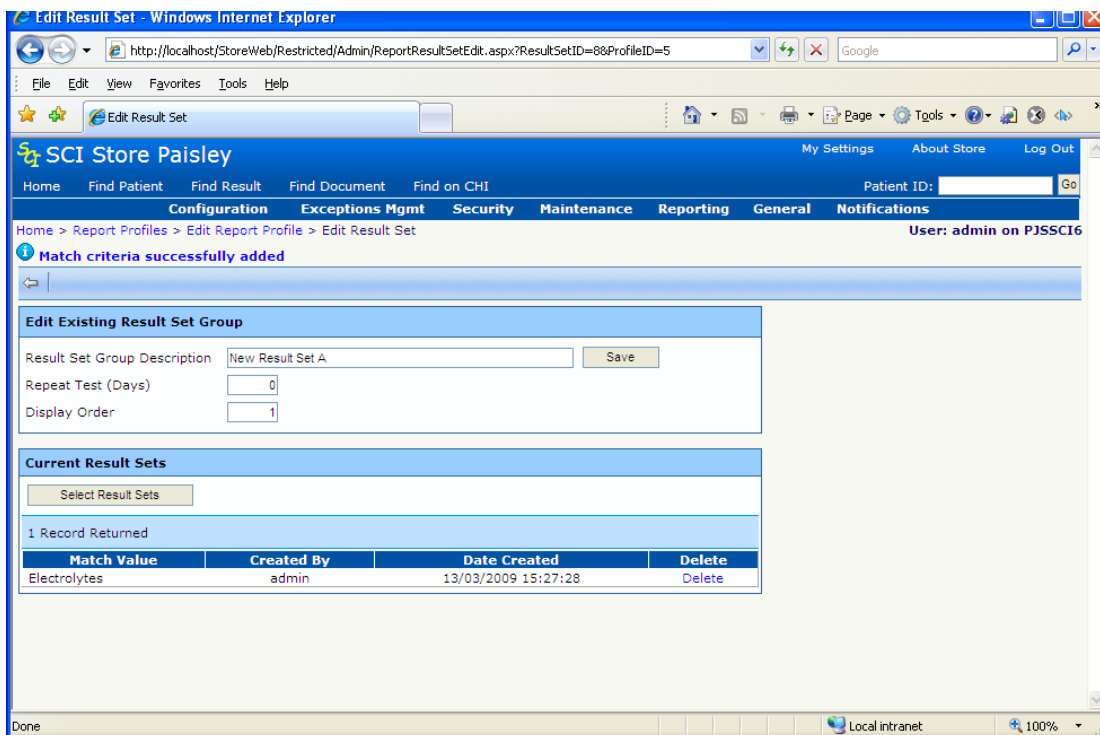 Edit Result Set - Windows Internet Explorer
http://localhost/StoreWeb/Restricted/Admin/ReportResultSetEdit.aspx?ResultSetID=8&ProfileID=5
Google
File Edit View Favorites Tools Help
Edit Result Set
Page Tools
SCI Store Paisley
My Settings About Store Log Out
Home Find Patient Find Result Find Document Find on CHI
Patient ID: Go
Configuration Exceptions Mgmt Security Maintenance Reporting General Notifications
Home > Report Profiles > Edit Report Profile > Edit Result Set
User: admin on PJSSCI6
Match criteria successfully added
Edit Existing Result Set Group
Result Set Group Description New Result Set A Save
Repeat Test (Days) 0
Display Order 1
Current Result Sets
Select Result Sets
1 Record Returned
Match Value Created By Date Created Delete
Electrolytes admin 13/03/2009 15:27:28 Delete
Done
Local intranet
100%